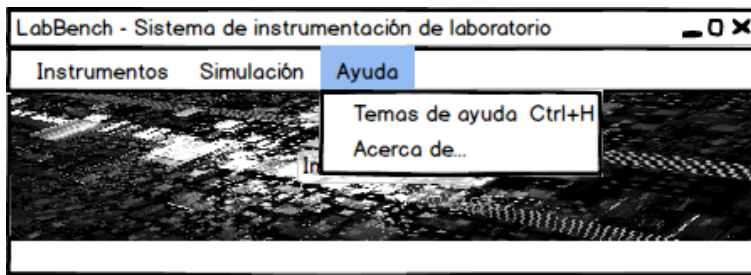 LabBench - Sistema de instrumentación de laboratorio
Instrumentos Simulación Ayuda
Temas de ayuda Ctrl+H
Acerca de...